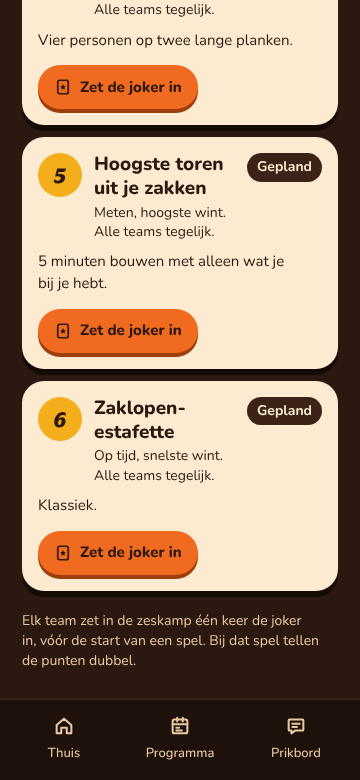 Alle teams tegelijk.
Vier personen op twee lange planken.
Zet de joker in
5
Hoogste toren
uit je zakken
Gepland
Meten, hoogste wint.
Alle teams tegelijk.
5 minuten bouwen met alleen wat je
bij je hebt.
Zet de joker in
6
Zaklopen-
estafette
Gepland
Op tijd, snelste wint.
Alle teams tegelijk.
Klassiek.
Zet de joker in
Elk team zet in de zeskamp één keer de joker
in, vóór de start van een spel. Bij dat spel tellen
de punten dubbel.
Thuis
Programma
Prikbord